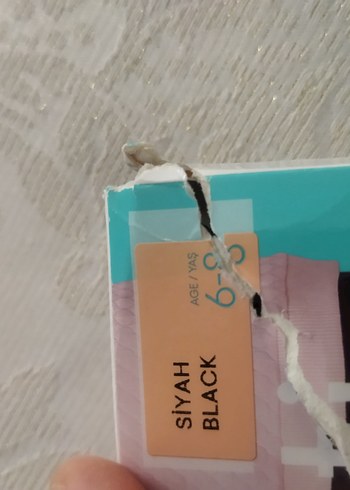 AGE / YAŞ
6-8
SİYAH
BLACK